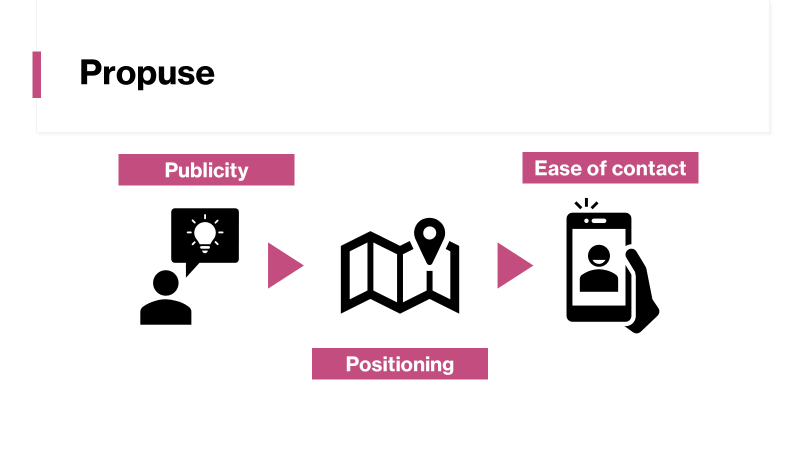 Propuse
Publicity
Ease of contact
Positioning